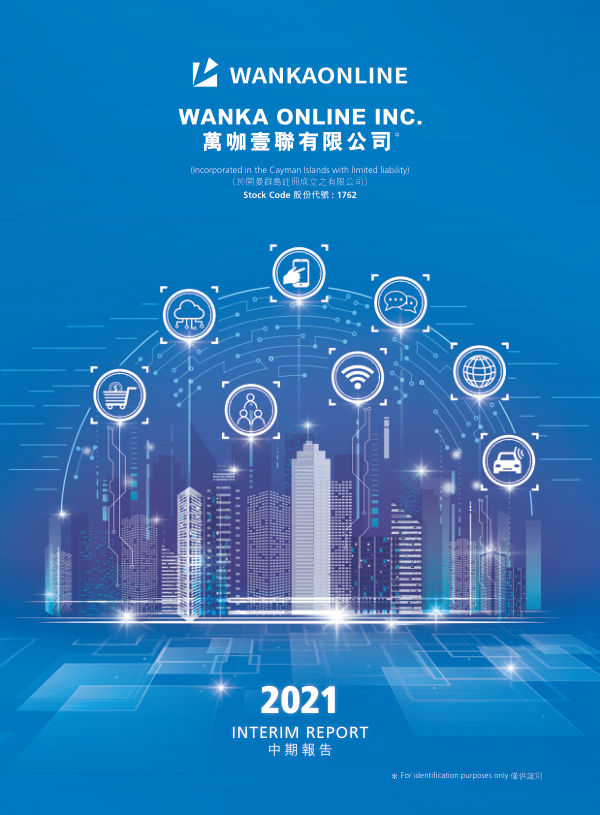 WANKAONLINE
WANKA ONLINE INC.
萬咖壹聯有限公司*
(Incorporated in the Cayman Islands with limited liability)
(於開曼群島註冊成立之有限公司)
Stock Code 股份代號 : 1762
$
2021
INTERIM REPORT
中期報告
* For identification purposes only 僅供識別